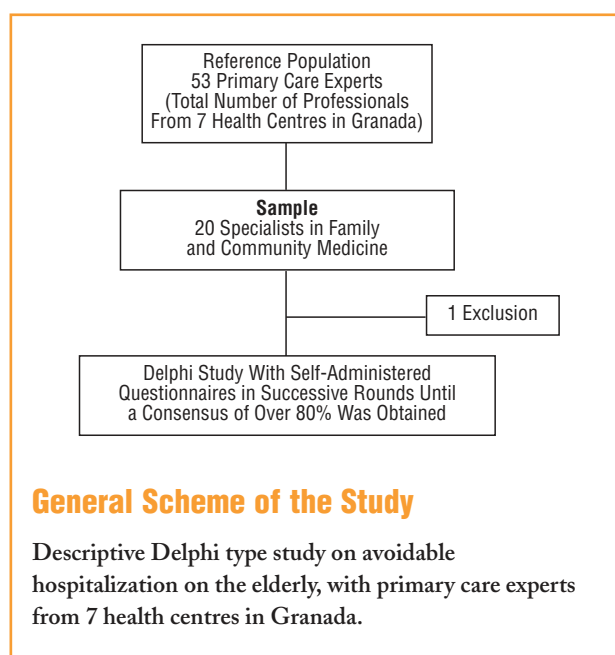 Reference Population
53 Primary Care Experts
(Total Number of Professionals
From 7 Health Centres in Granada)
Sample
20 Specialists in Family
and Community Medicine
1 Exclusion
Delphi Study With Self-Administered
Questionnaires in Successive Rounds Until
a Consensus of Over 80% Was Obtained
General Scheme of the Study
Descriptive Delphi type study on avoidable
hospitalization on the elderly, with primary care experts
from 7 health centres in Granada.